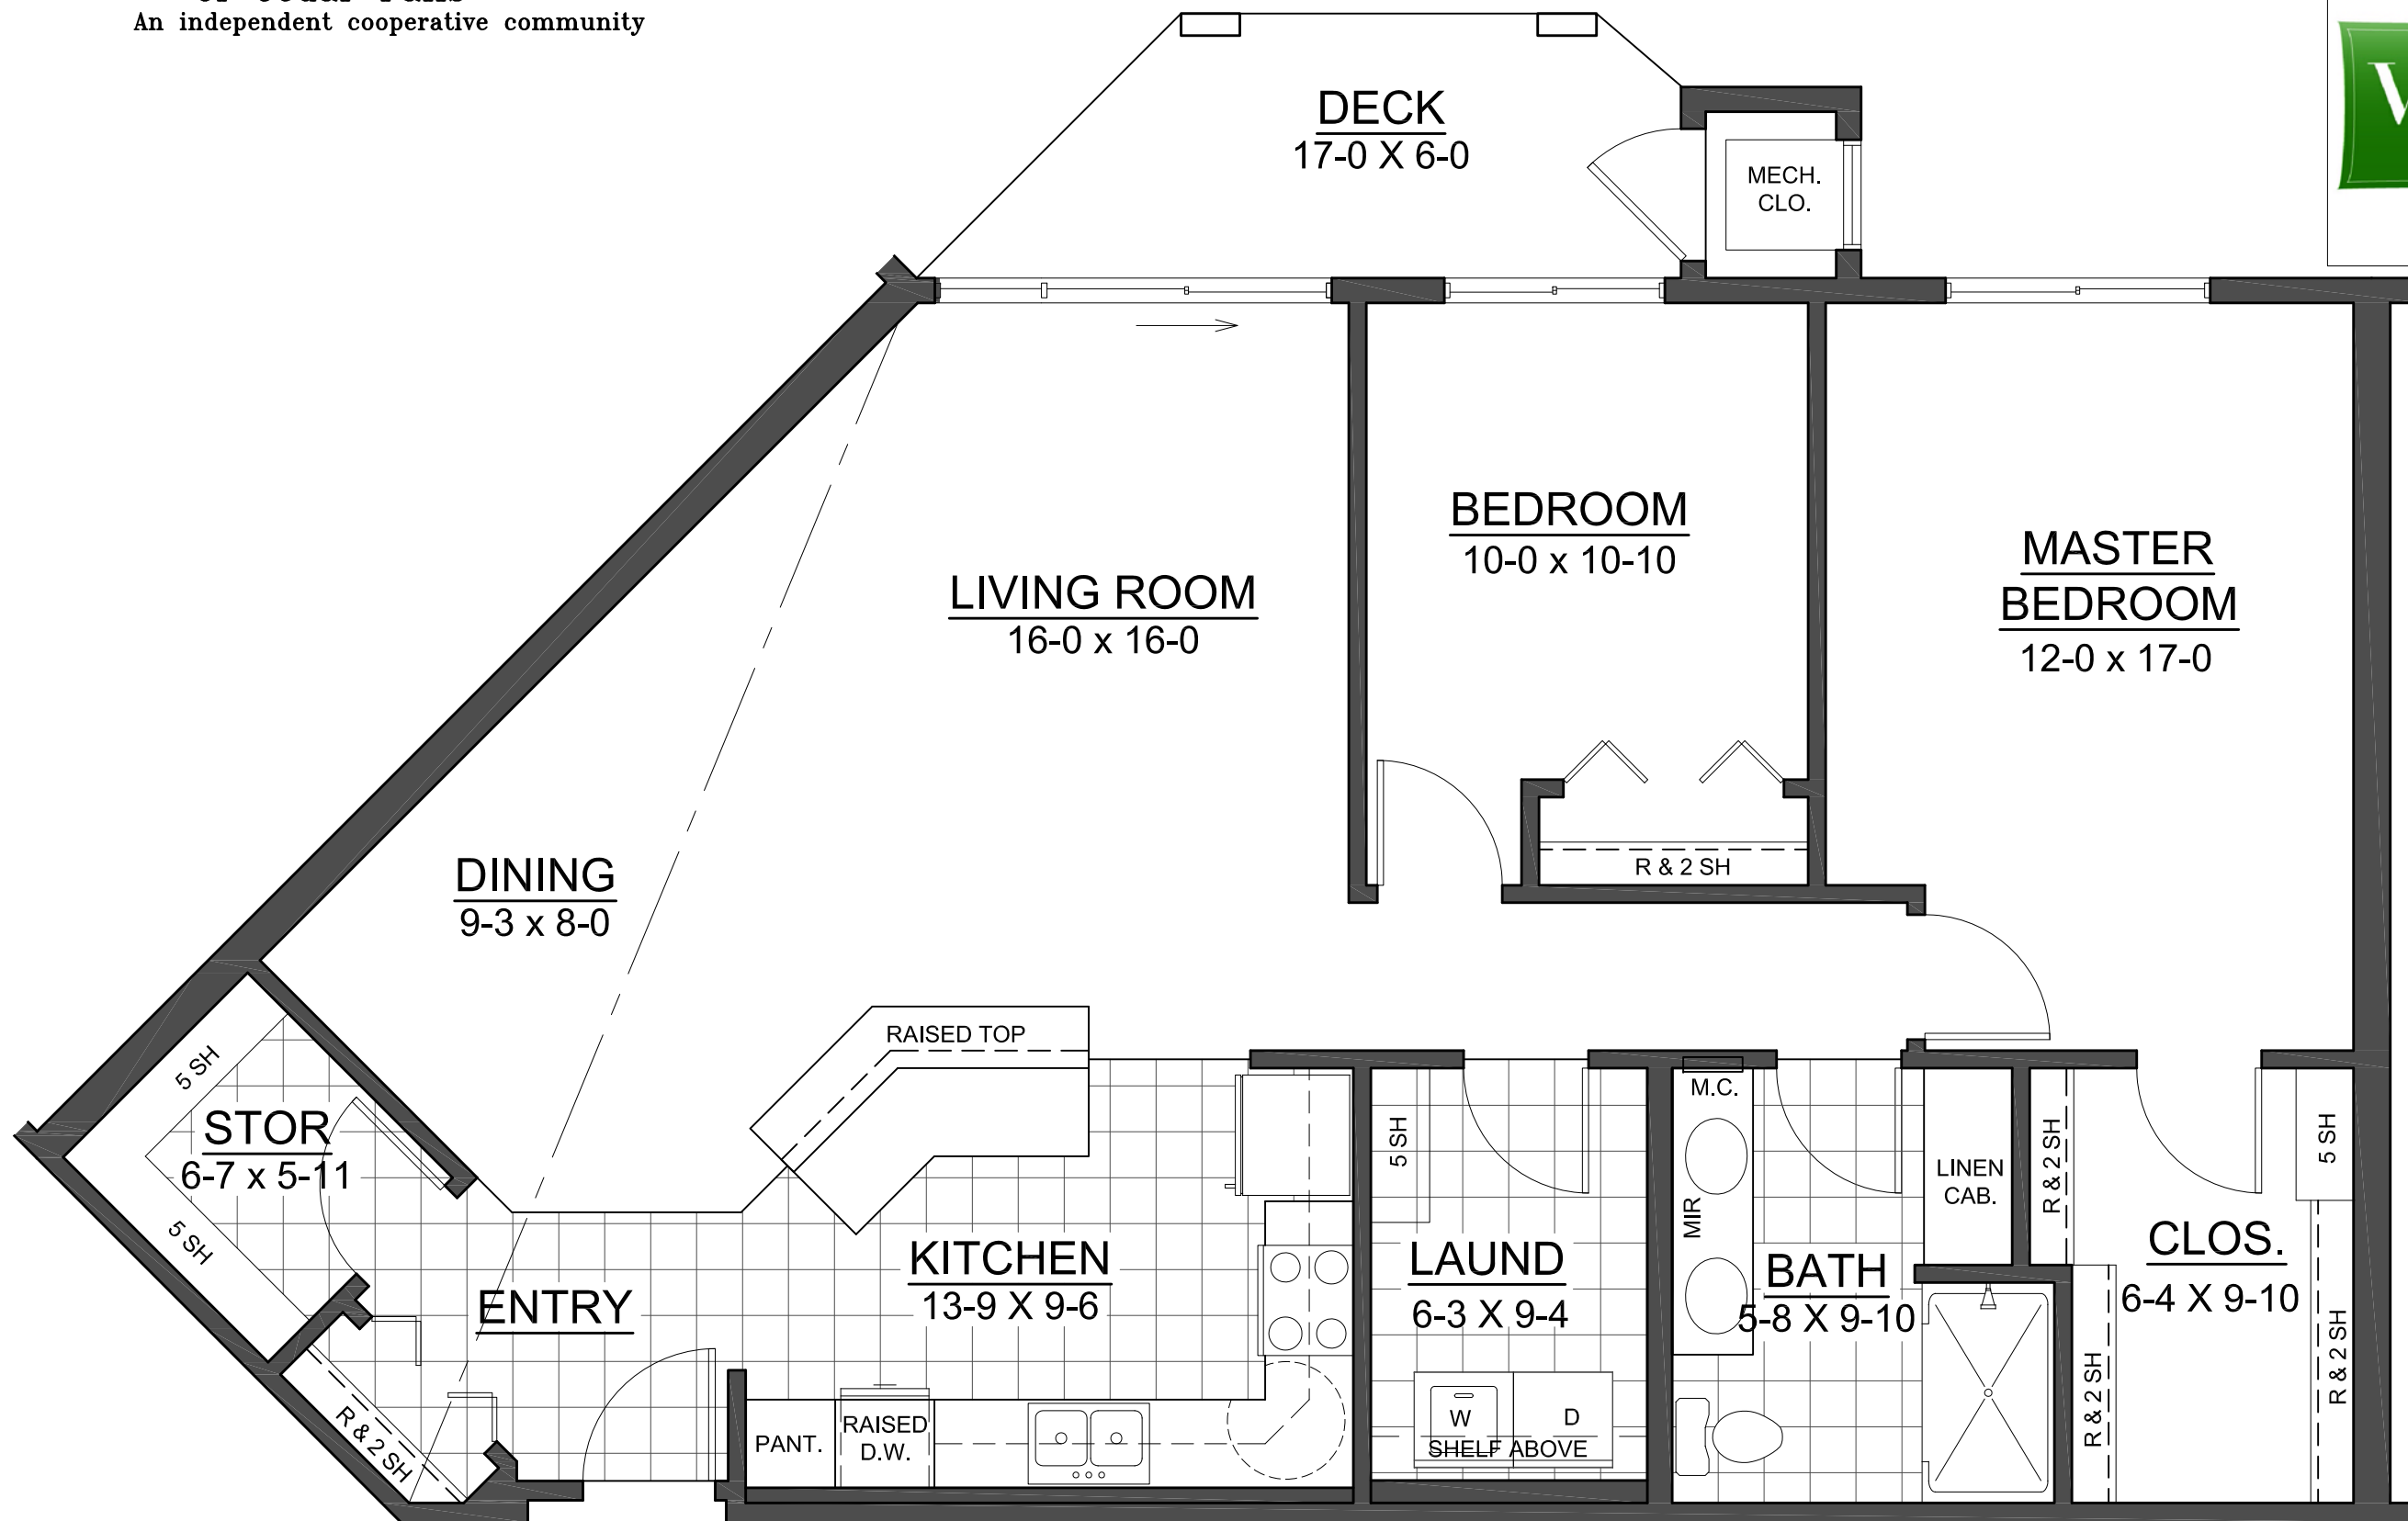 An independent cooperative community
V
DECK
17-0 X 6-0
MECH.
CLO.
BEDROOM
10-0 x 10-10
MASTER
BEDROOM
12-0 x 17-0
LIVING ROOM
16-0 x 16-0
R & 2 SH
DINING
9-3 x 8-0
RAISED TOP
5 SH
STOR
6-7 x 5-11
5 SH
M.C.
5 SH
LINEN
CAB.
R & 2 SH
5 SH
MIR
KITCHEN
13-9 X 9-6
LAUND
6-3 X 9-4
BATH
5-8 X 9-10
CLOS.
6-4 X 9-10
ENTRY
R & 2 SH
R & 2 SH
R & 2 SH
PANT.
RAISED
D.W.
W
D
SHELF ABOVE